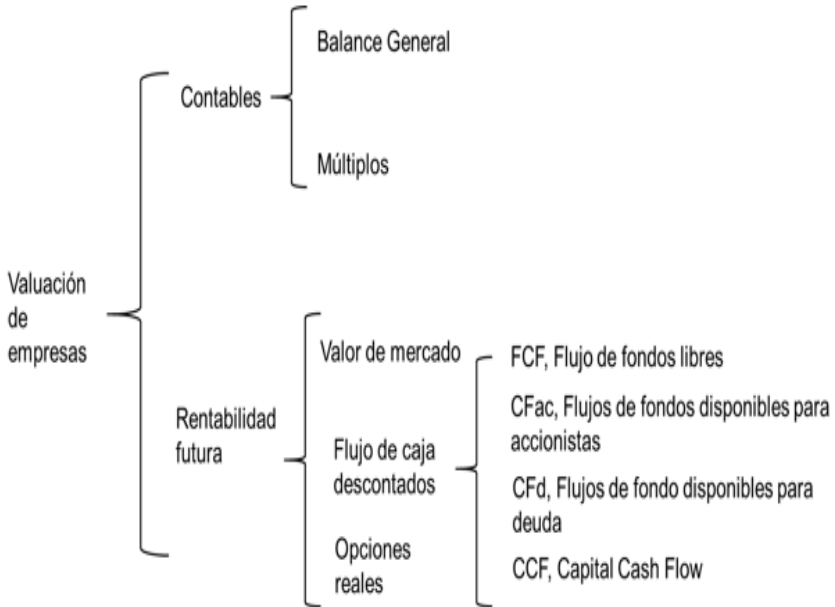 Valuación
de
empresas
Contables
Balance General
Múltiplos
Rentabilidad
futura
Valor de mercado
Flujo de caja
descontados
Opciones
reales
FCF, Flujo de fondos libres
CFac, Flujos de fondos disponibles para
accionistas
CFd, Flujos de fondo disponibles para
deuda
CCF, Capital Cash Flow